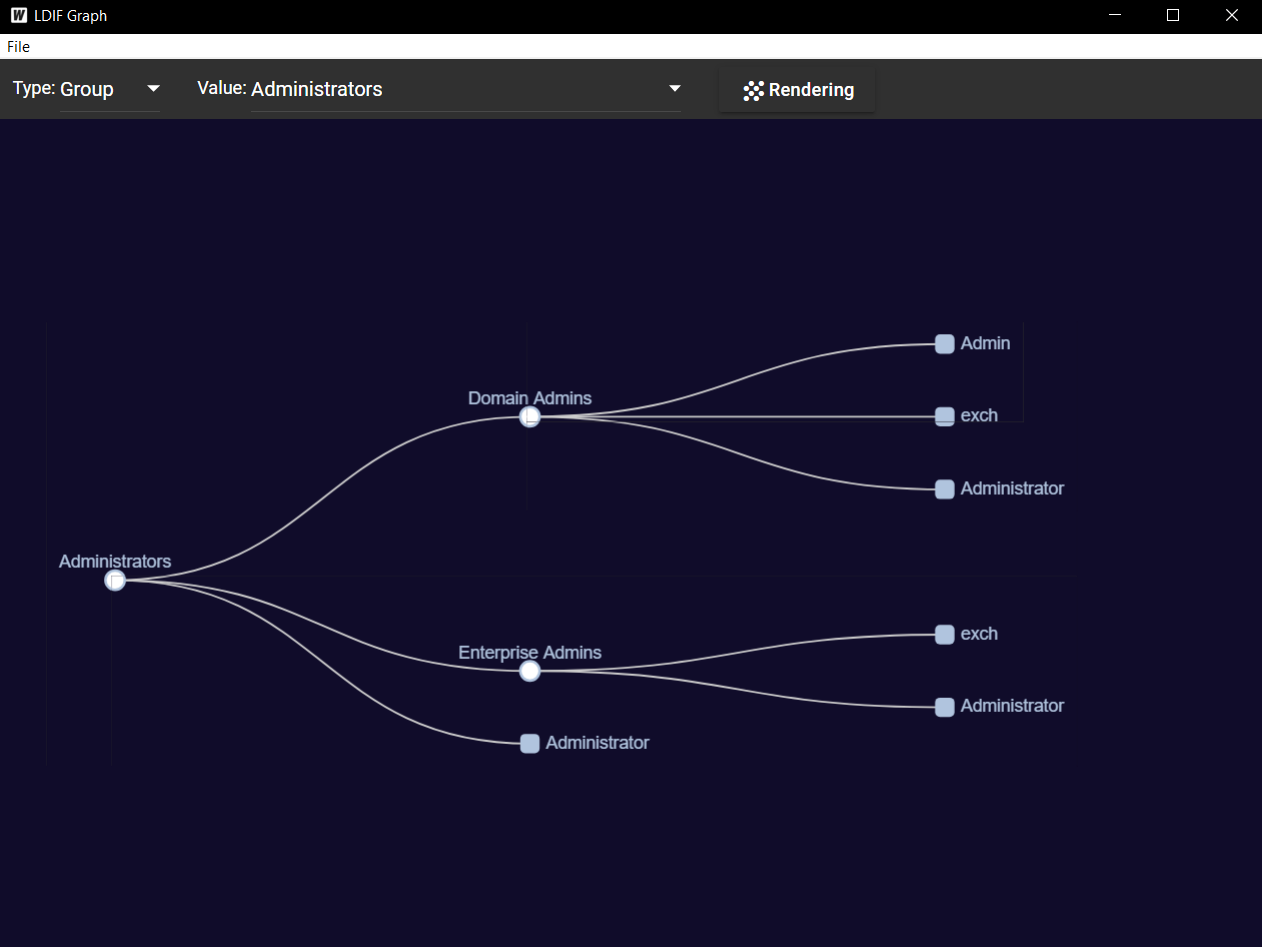 W LDIF Graph
File
Type: Group Value: Administrators Rendering
Admin
Domain Admins
exch
Administrator
Administrators
exch
Enterprise Admins
Administrator
Administrator